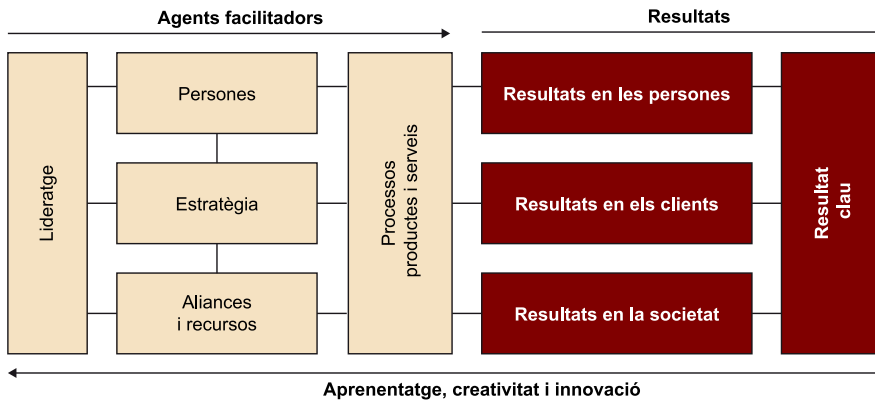 Agents facilitadors
Resultats
Lideratge
Persones
Estratègia
Aliances
i recursos
Processos
productes i serveis
Resultats en les persones
Resultats en els clients
Resultats en la societat
Resultat
clau
Aprenentatge, creativitat i innovació